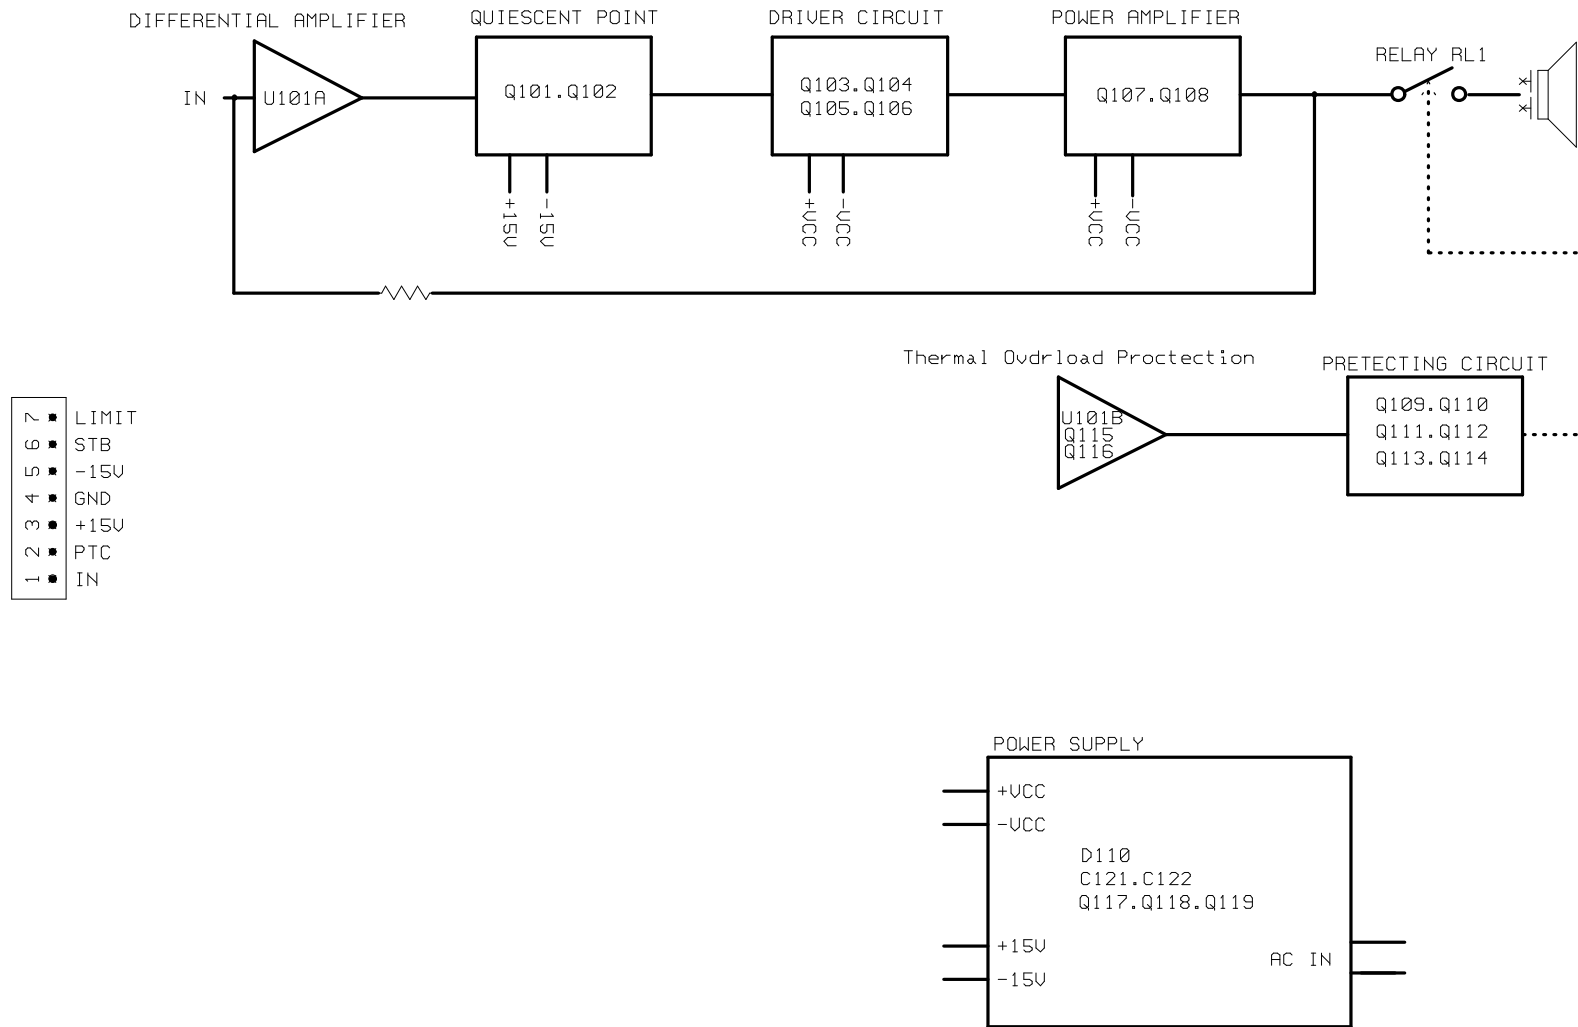 DIFFERENTIAL AMPLIFIER
QUIESCENT POINT
DRIVER CIRCUIT
POWER AMPLIFIER
RELAY RL1
IN
U101A
Q101.Q102
Q103.Q104
Q105.Q106
Q107.Q108
+15V
-15V
+VCC
-VCC
+VCC
-VCC
Thermal Ovdrload Proctection
PRETECTING CIRCUIT
U101B
Q115
Q116
Q109.Q110
Q111.Q112
Q113.Q114
7 LIMIT
6 STB
5 -15V
4 GND
3 +15V
2 PTC
1 IN
POWER SUPPLY
+VCC
-VCC
D110
C121.C122
Q117.Q118.Q119
+15V
-15V
AC IN